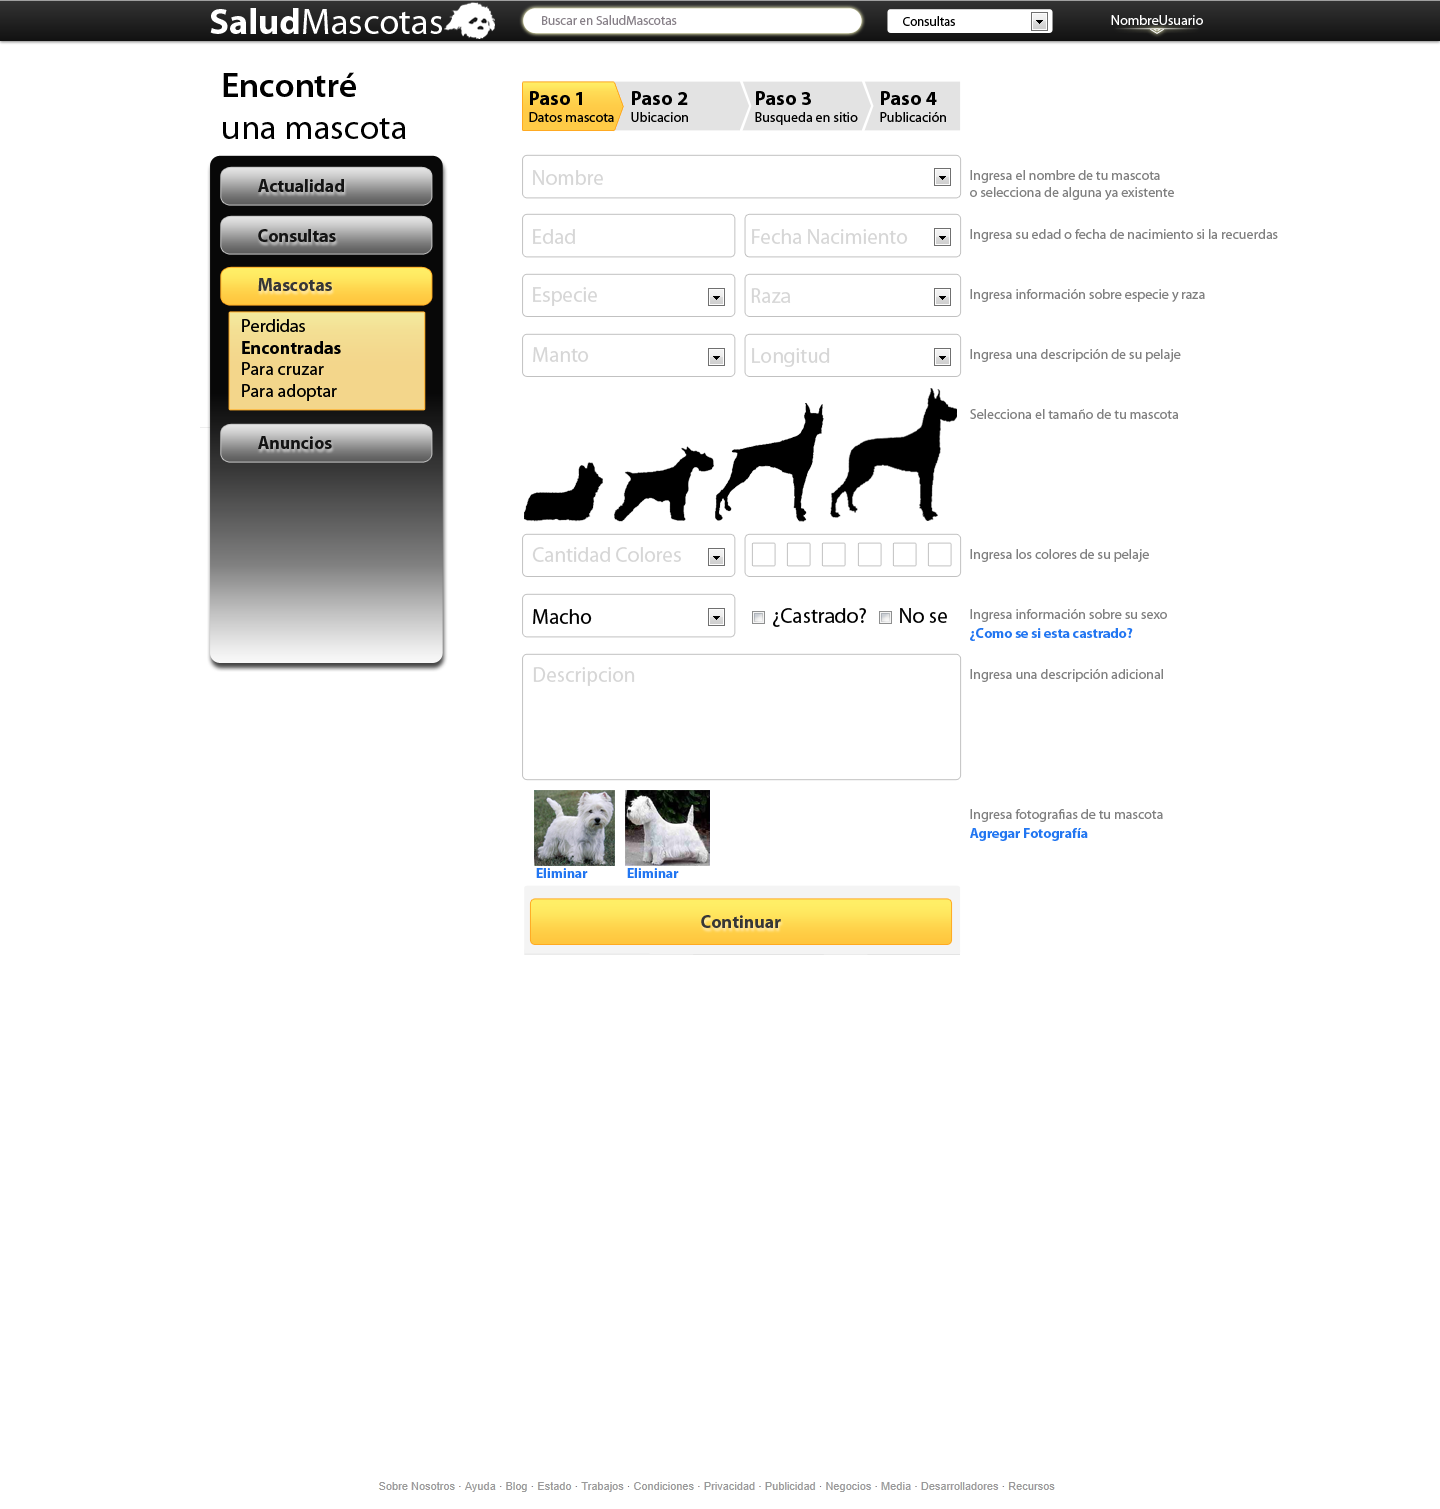 SaludMascotas
Buscar en SaludMascotas
Consultas
NombreUsuario
Encontré
una mascota
Actualidad
Consultas
Mascotas
Perdidas
Encontradas
Para cruzar
Para adoptar
Anuncios
Paso 1
Datos mascota
Paso 2
Ubicacion
Paso 3
Busqueda en sitio
Paso 4
Publicación
Nombre
Ingresa el nombre de tu mascota
o selecciona de alguna ya existente
Edad
Fecha Nacimiento
Ingresa su edad o fecha de nacimiento si la recuerdas
Especie
Raza
Ingresa información sobre especie y raza
Manto
Longitud
Ingresa una descripción de su pelaje
Selecciona el tamaño de tu mascota
Cantidad Colores
Ingresa los colores de su pelaje
Macho
¿Castrado?
No se
Ingresa información sobre su sexo
¿Como se si esta castrado?
Descripcion
Ingresa una descripción adicional
Ingresa fotografias de tu mascota
Agregar Fotografía
Eliminar
Eliminar
Continuar
Sobre Nosotros · Ayuda · Blog · Estado · Trabajos · Condiciones · Privacidad · Publicidad · Negocios · Media · Desarrolladores · Recursos